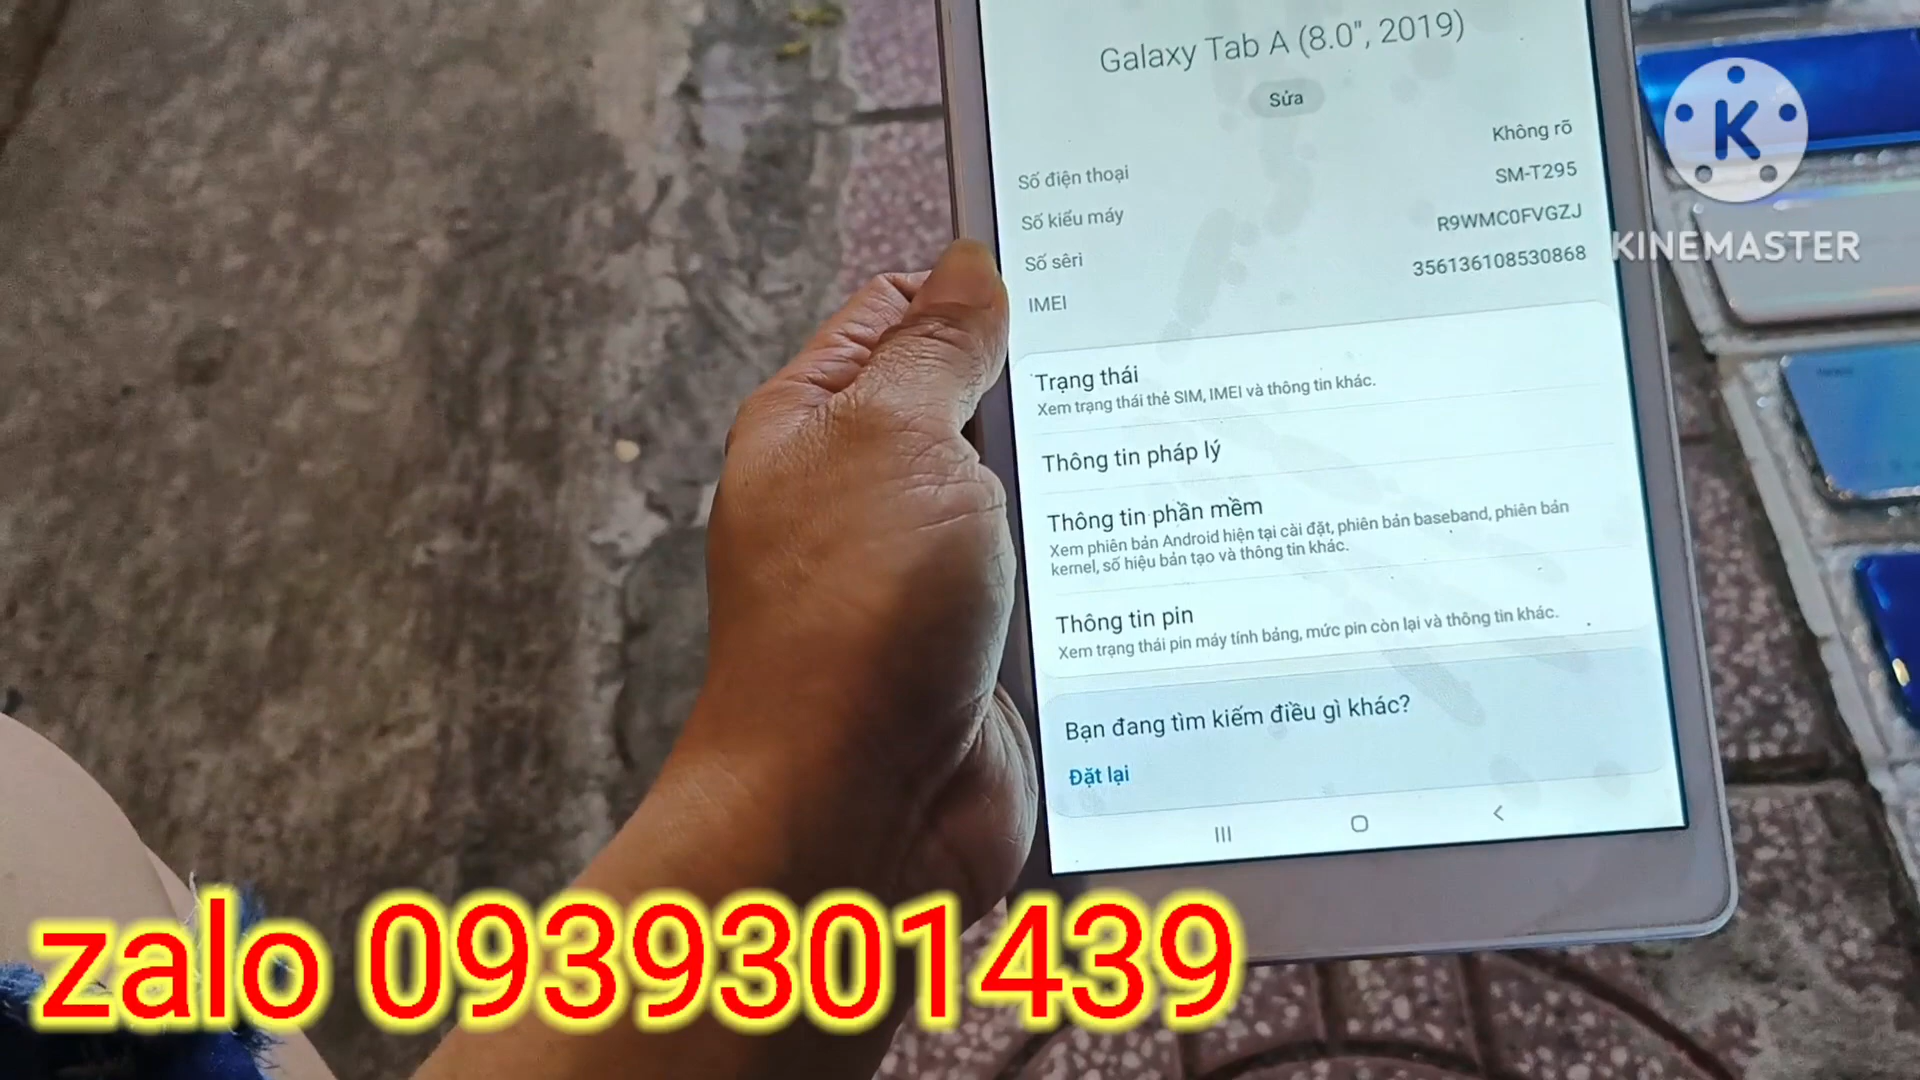 Galaxy Tab A (8.0", 2019)
Sửa
Số điện thoại
Không rõ
Số kiểu máy
SM-T295
Số sêri
R9WMC0FVGZJ
IMEI
356136108530868
Trạng thái
Xem trạng thái thẻ SIM, IMEI và thông tin khác.
Thông tin pháp lý
Thông tin phần mềm
Xem phiên bản Android hiện tại cài đặt, phiên bản baseband, phiên bản
kernel, số hiệu bản tạo và thông tin khác.
Thông tin pin
Xem trạng thái pin máy tính bảng, mức pin còn lại và thông tin khác.
Bạn đang tìm kiếm điều gì khác?
Đặt lại
K
KINEMASTER
zalo 0939301439